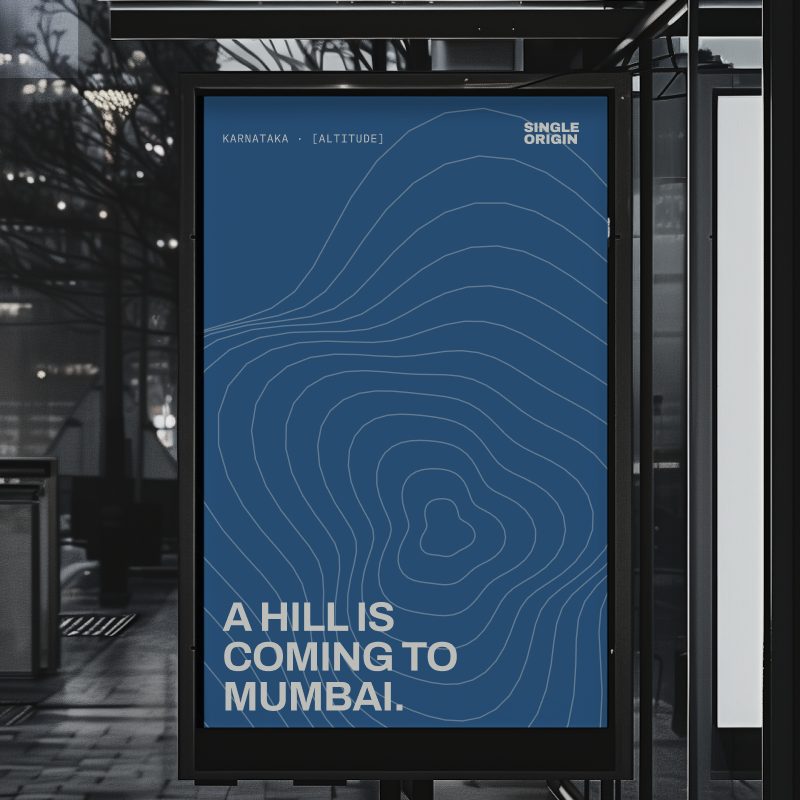 KARNATAKA · [ALTITUDE]
SINGLE
ORIGIN
A HILL IS
COMING TO
MUMBAI.